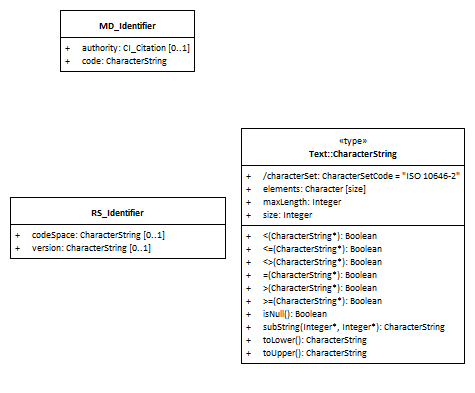 MD_Identifier
+ authority: CI_Citation [0..1]
+ code: CharacterString
«type»
Text::CharacterString
+ /characterSet: CharacterSetCode = "ISO 10646-2"
+ elements: Character [size]
+ maxLength: Integer
+ size: Integer
+ <(CharacterString*): Boolean
+ <=(CharacterString*): Boolean
+ <>(CharacterString*): Boolean
+ =(CharacterString*): Boolean
+ >(CharacterString*): Boolean
+ >=(CharacterString*): Boolean
+ isNull(): Boolean
+ subString(Integer*, Integer*): CharacterString
+ toLower(): CharacterString
+ toUpper(): CharacterString
RS_Identifier
+ codeSpace: CharacterString [0..1]
+ version: CharacterString [0..1]